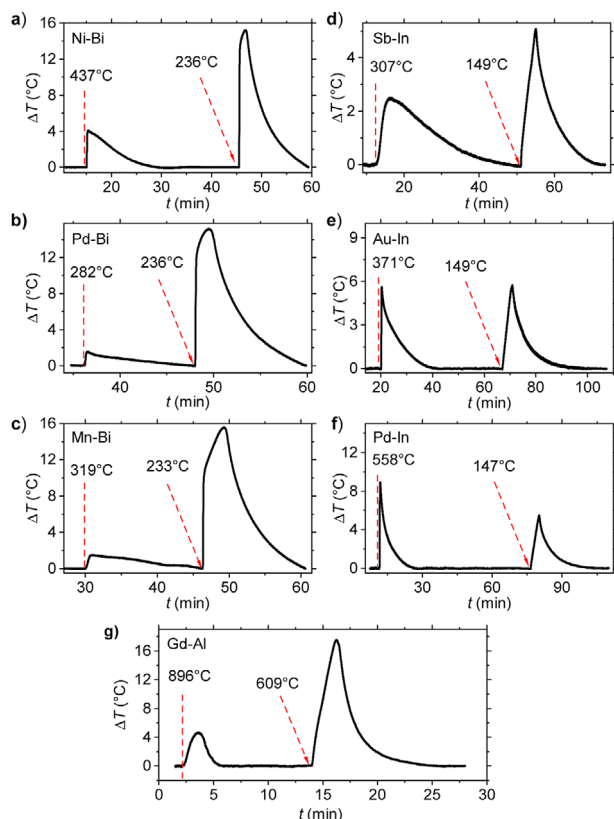 a)
Ni-Bi
437°C
236°C
ΔT (°C)
16
12
8
4
0
20
30
40
50
60
t (min)
b)
Pd-Bi
282°C
236°C
ΔT (°C)
12
8
4
0
40
50
60
t (min)
c)
Mn-Bi
319°C
233°C
ΔT (°C)
16
12
8
4
0
30
40
50
60
t (min)
d)
Sb-In
307°C
149°C
ΔT (°C)
4
2
0
20
40
60
t (min)
e)
Au-In
371°C
149°C
ΔT (°C)
9
6
3
0
20
40
60
80
100
t (min)
f)
Pd-In
558°C
147°C
ΔT (°C)
12
8
4
0
30
60
90
t (min)
g)
Gd-Al
896°C
609°C
ΔT (°C)
16
12
8
4
0
0
5
10
15
20
25
30
t (min)